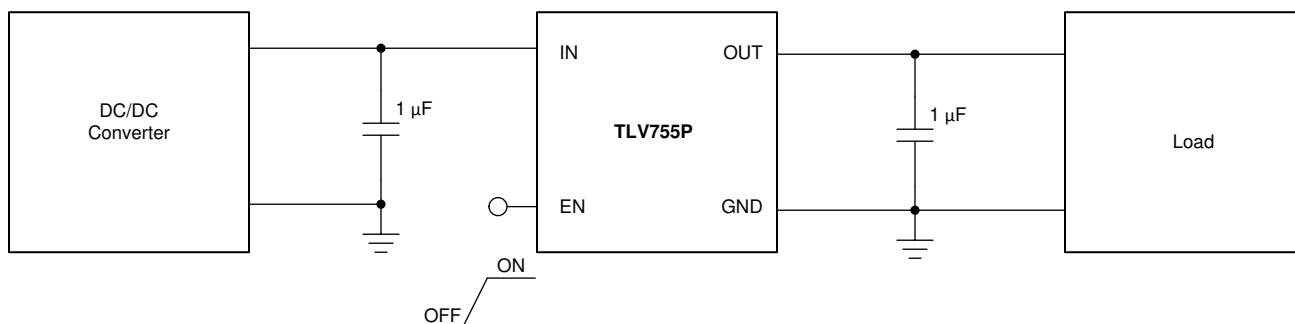 DC/DC
Converter
1 µF
IN
OUT
TLV755P
EN
GND
1 µF
Load
ON
OFF